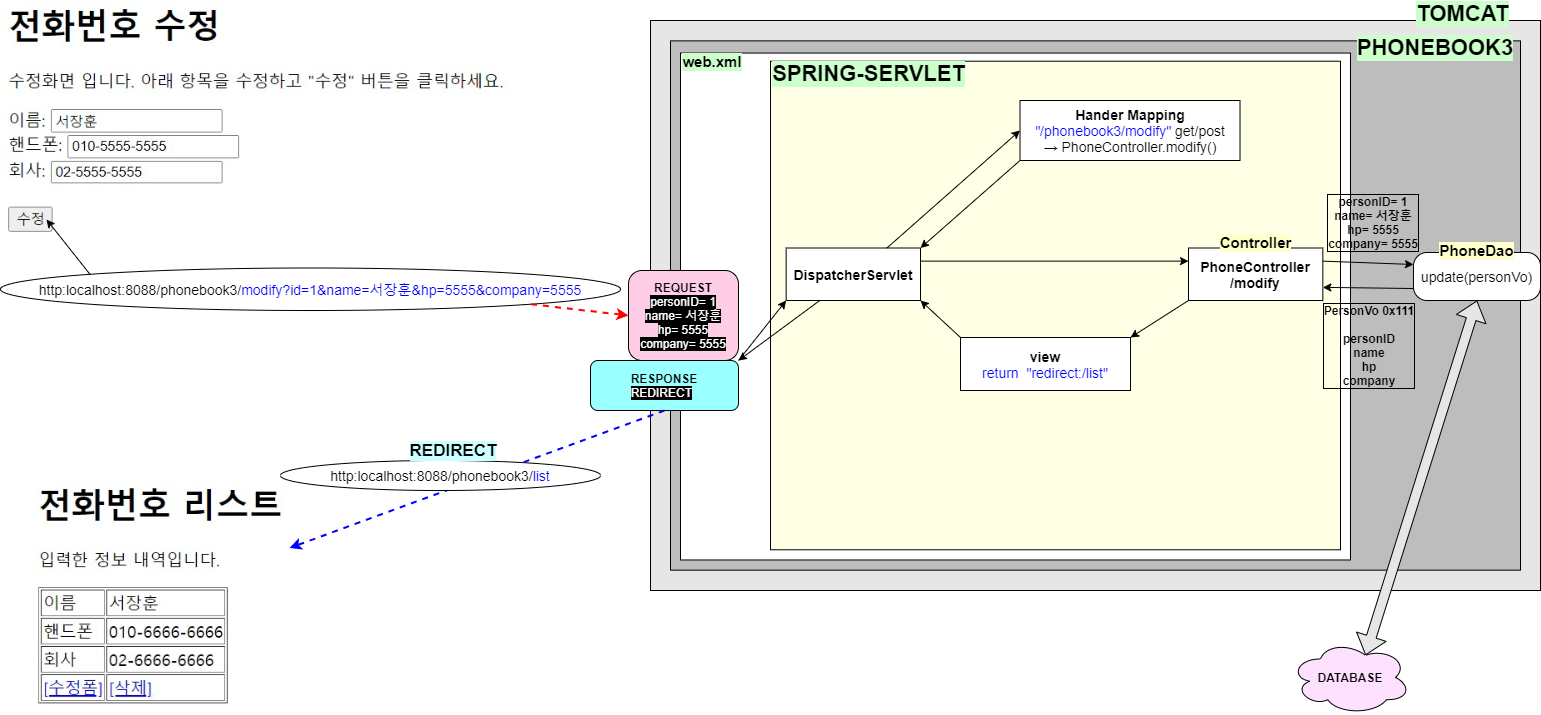 전화번호 수정
수정화면 입니다. 아래 항목을 수정하고 "수정" 버튼을 클릭하세요.
이름: 서장훈
핸드폰: 010-5555-5555
회사: 02-5555-5555
수정
http:localhost:8088/phonebook3/modify?id=1&name=서장훈&hp=5555&company=5555
TOMCAT
PHONEBOOK3
web.xml
SPRING-SERVLET
Hander Mapping
"/phonebook3/modify" get/post
→ PhoneController.modify()
DispatcherServlet
Controller
PhoneController
/modify
personID= 1
name= 서장훈
hp= 5555
company= 5555
PhoneDao
update(personVo)
PersonVo 0x111
personID
name
hp
company
view
return "redirect:/list"
REQUEST
personID= 1
name= 서장훈
hp= 5555
company= 5555
RESPONSE
REDIRECT
REDIRECT
http:localhost:8088/phonebook3/list
전화번호 리스트
입력한 정보 내역입니다.
이름 서장훈
핸드폰 010-6666-6666
회사 02-6666-6666
[수정폼] [삭제]
DATABASE